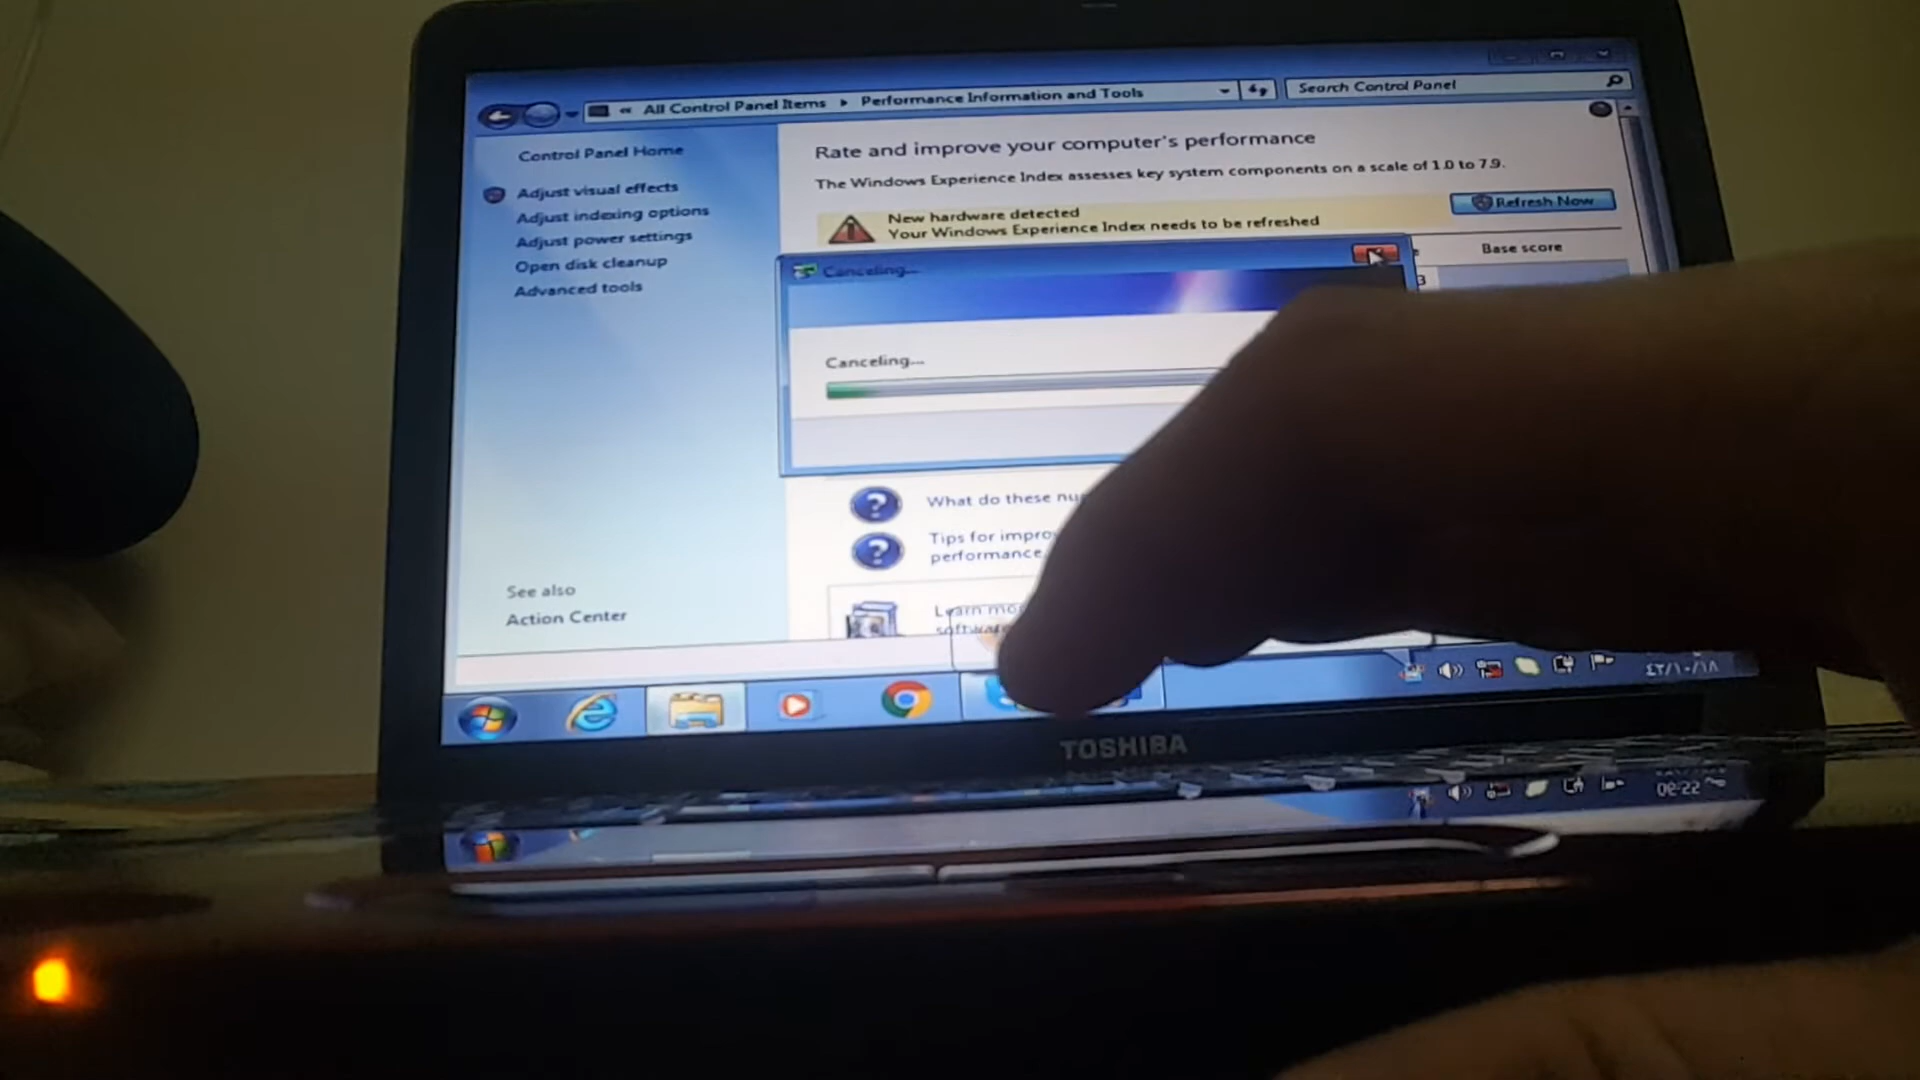 « All Control Panel Items ▸ Performance Information and Tools
Search Control Panel
Control Panel Home
Adjust visual effects
Adjust indexing options
Adjust power settings
Open disk cleanup
Advanced tools
See also
Action Center
Rate and improve your computer's performance
The Windows Experience Index assesses key system components on a scale of 1.0 to 7.9.
New hardware detected
Your Windows Experience Index needs to be refreshed
Refresh Now
Base score
Canceling...
Canceling...
What do these
Tips for
performance
Learn
٤٢/١٠/١٨
TOSHIBA